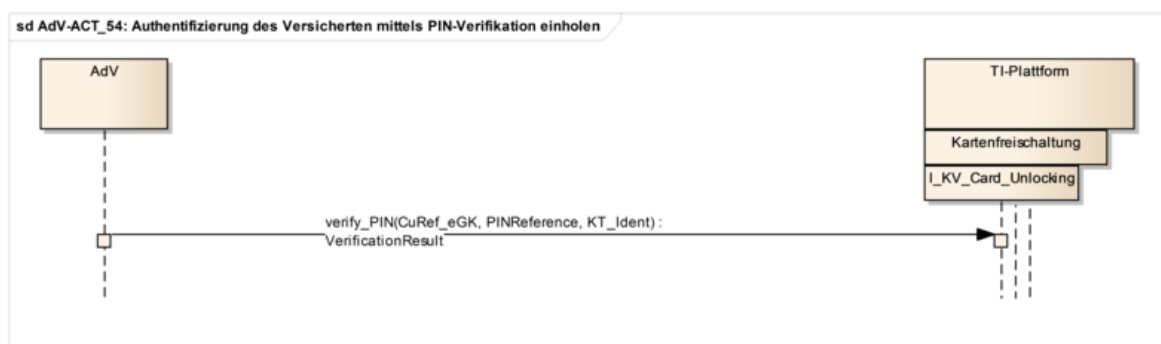 sd AdV-ACT_54: Authentifizierung des Versicherten mittels PIN-Verifikation einholen
AdV
TI-Plattform
Kartenfreischaltung
I_KV_Card_Unlocking
verify_PIN(CuRef_eGK, PINReference, KT_Ident) :
VerificationResult